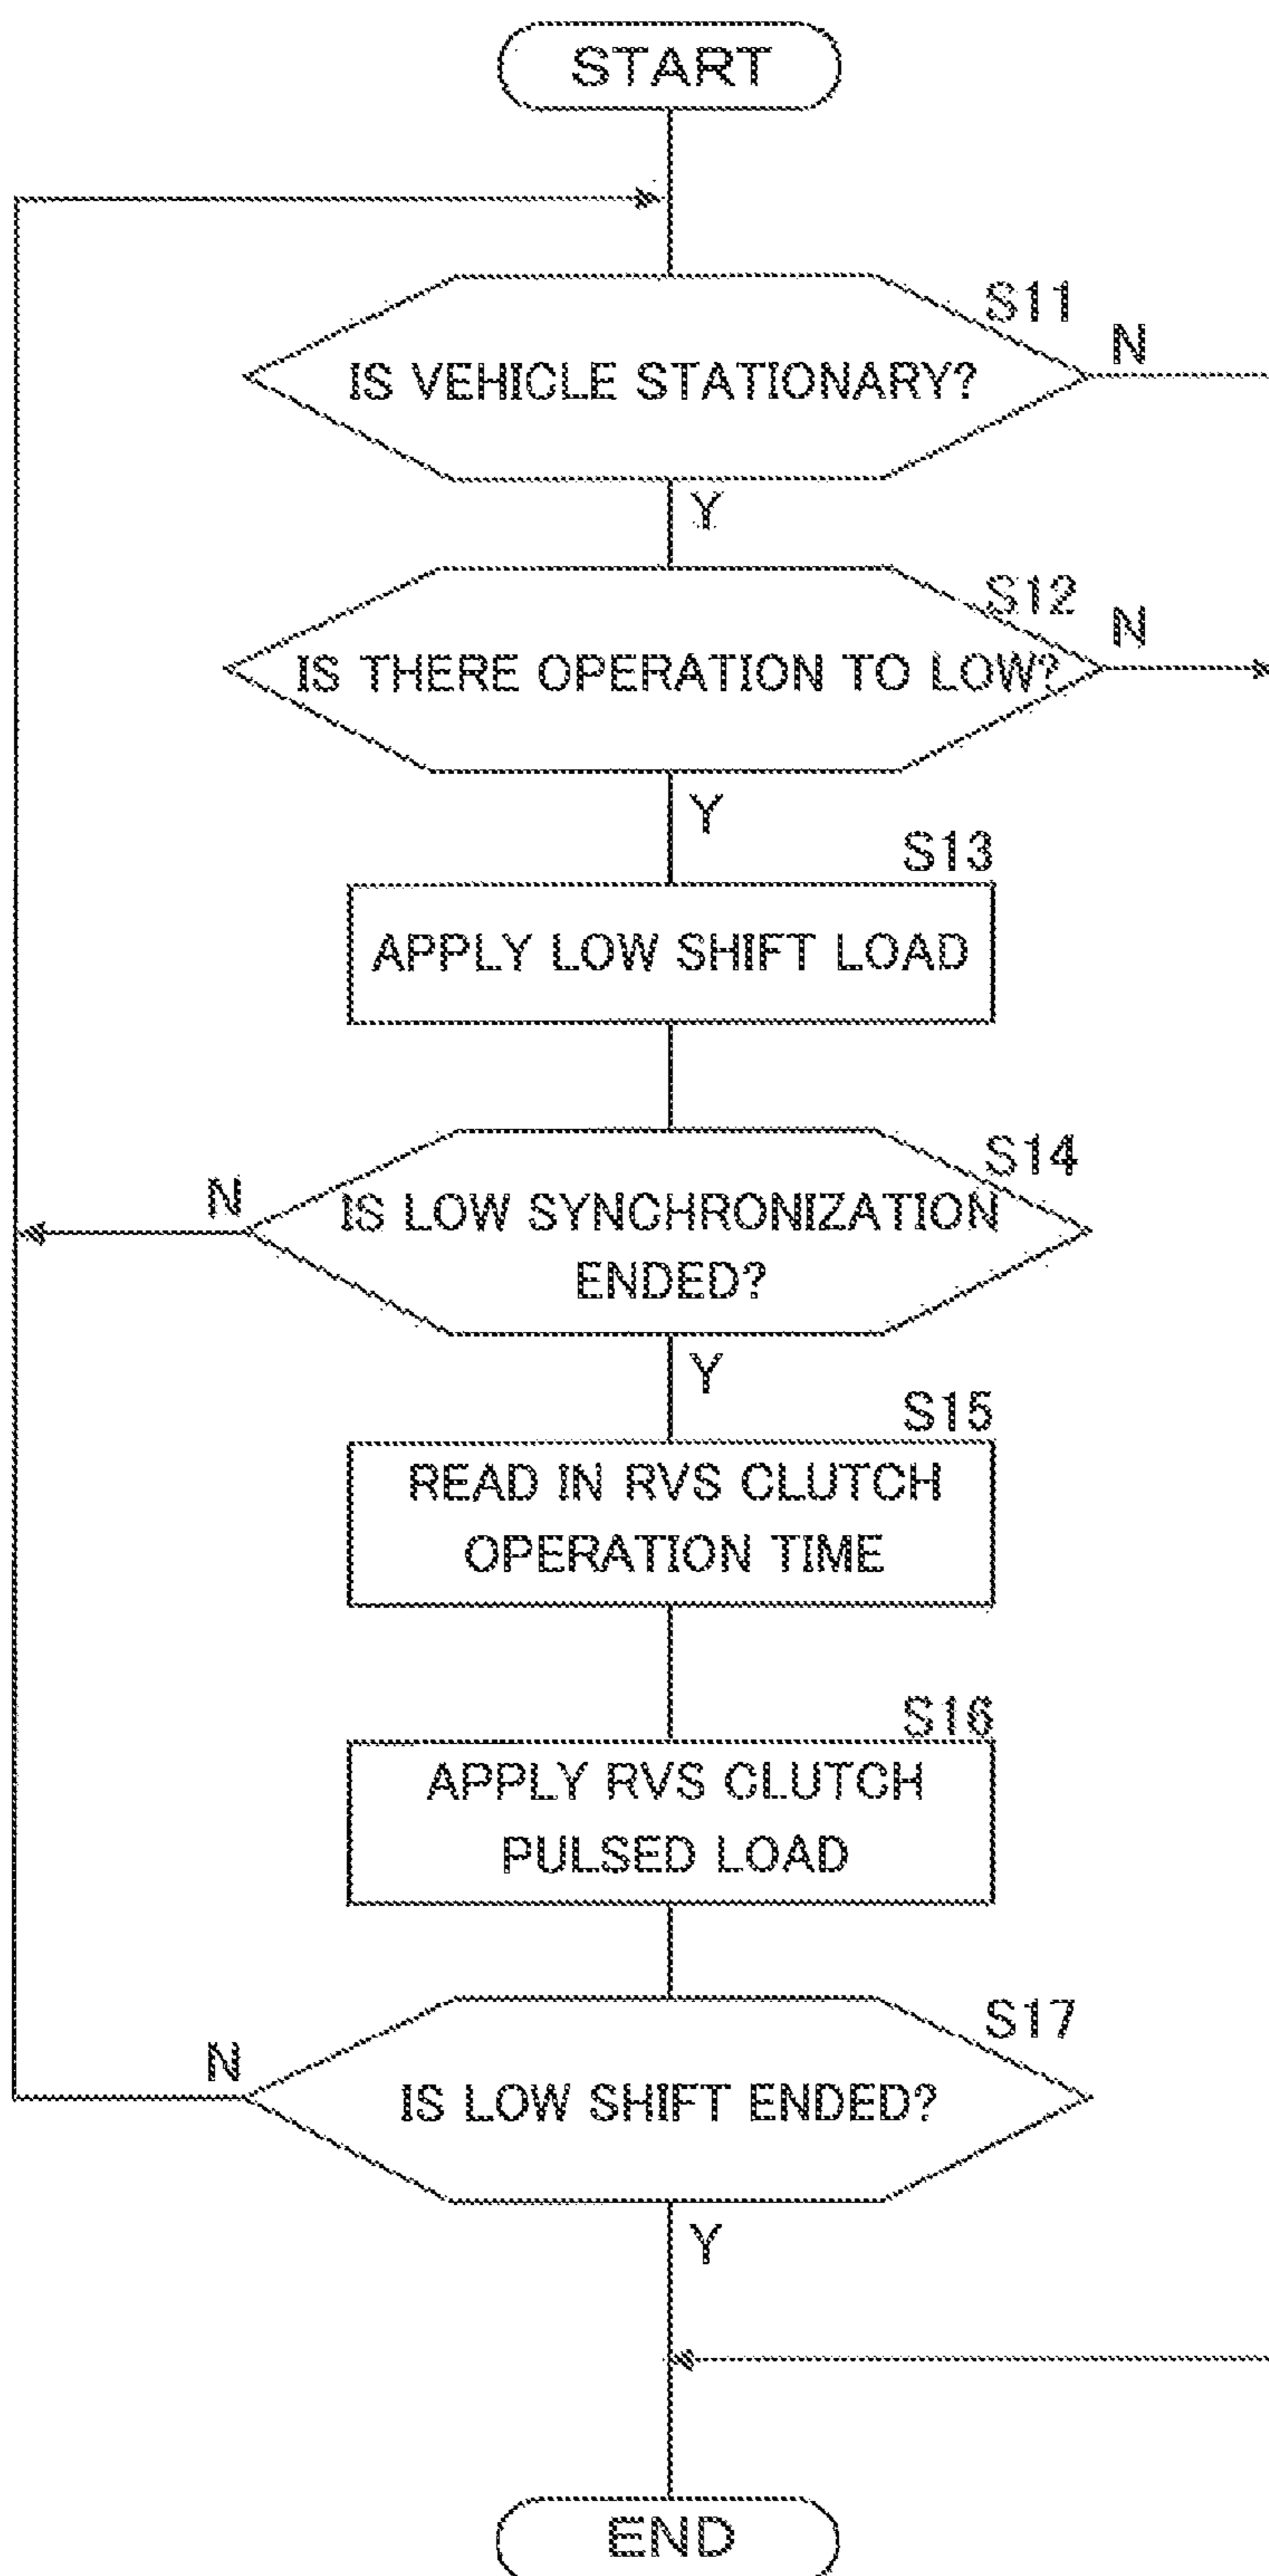 START
S11
N
IS VEHICLE STATIONARY?
Y
S12
N
IS THERE OPERATION TO LOW?
Y
S13
APPLY LOW SHIFT LOAD
S14
N
IS LOW SYNCHRONIZATION
ENDED?
Y
S15
READ IN RVS CLUTCH
OPERATION TIME
S16
APPLY RVS CLUTCH
PULSED LOAD
S17
N
IS LOW SHIFT ENDED?
Y
END